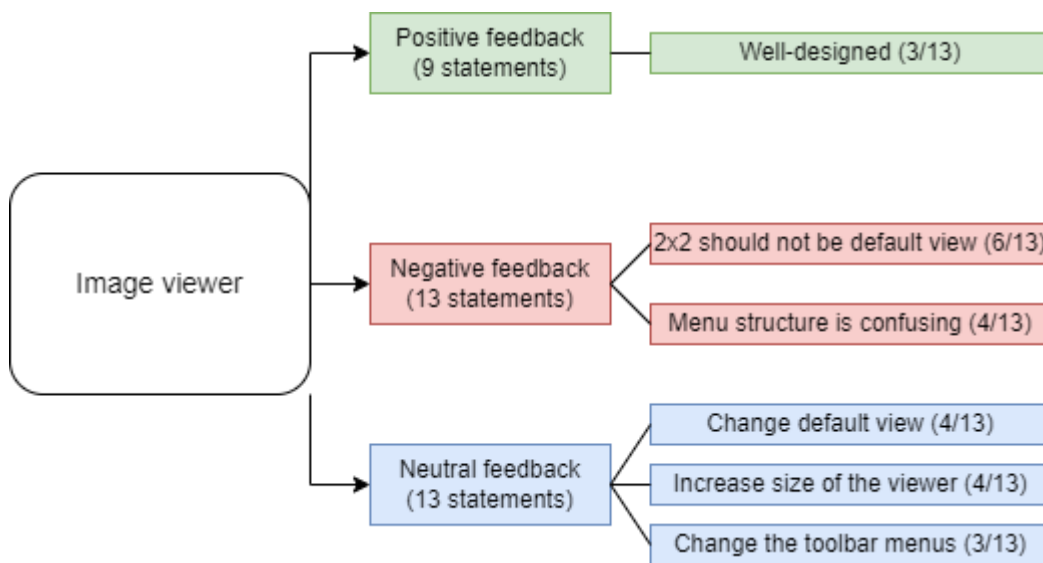 Positive feedback
(9 statements)
Well-designed (3/13)
Image viewer
Negative feedback
(13 statements)
2x2 should not be default view (6/13)
Menu structure is confusing (4/13)
Neutral feedback
(13 statements)
Change default view (4/13)
Increase size of the viewer (4/13)
Change the toolbar menus (3/13)